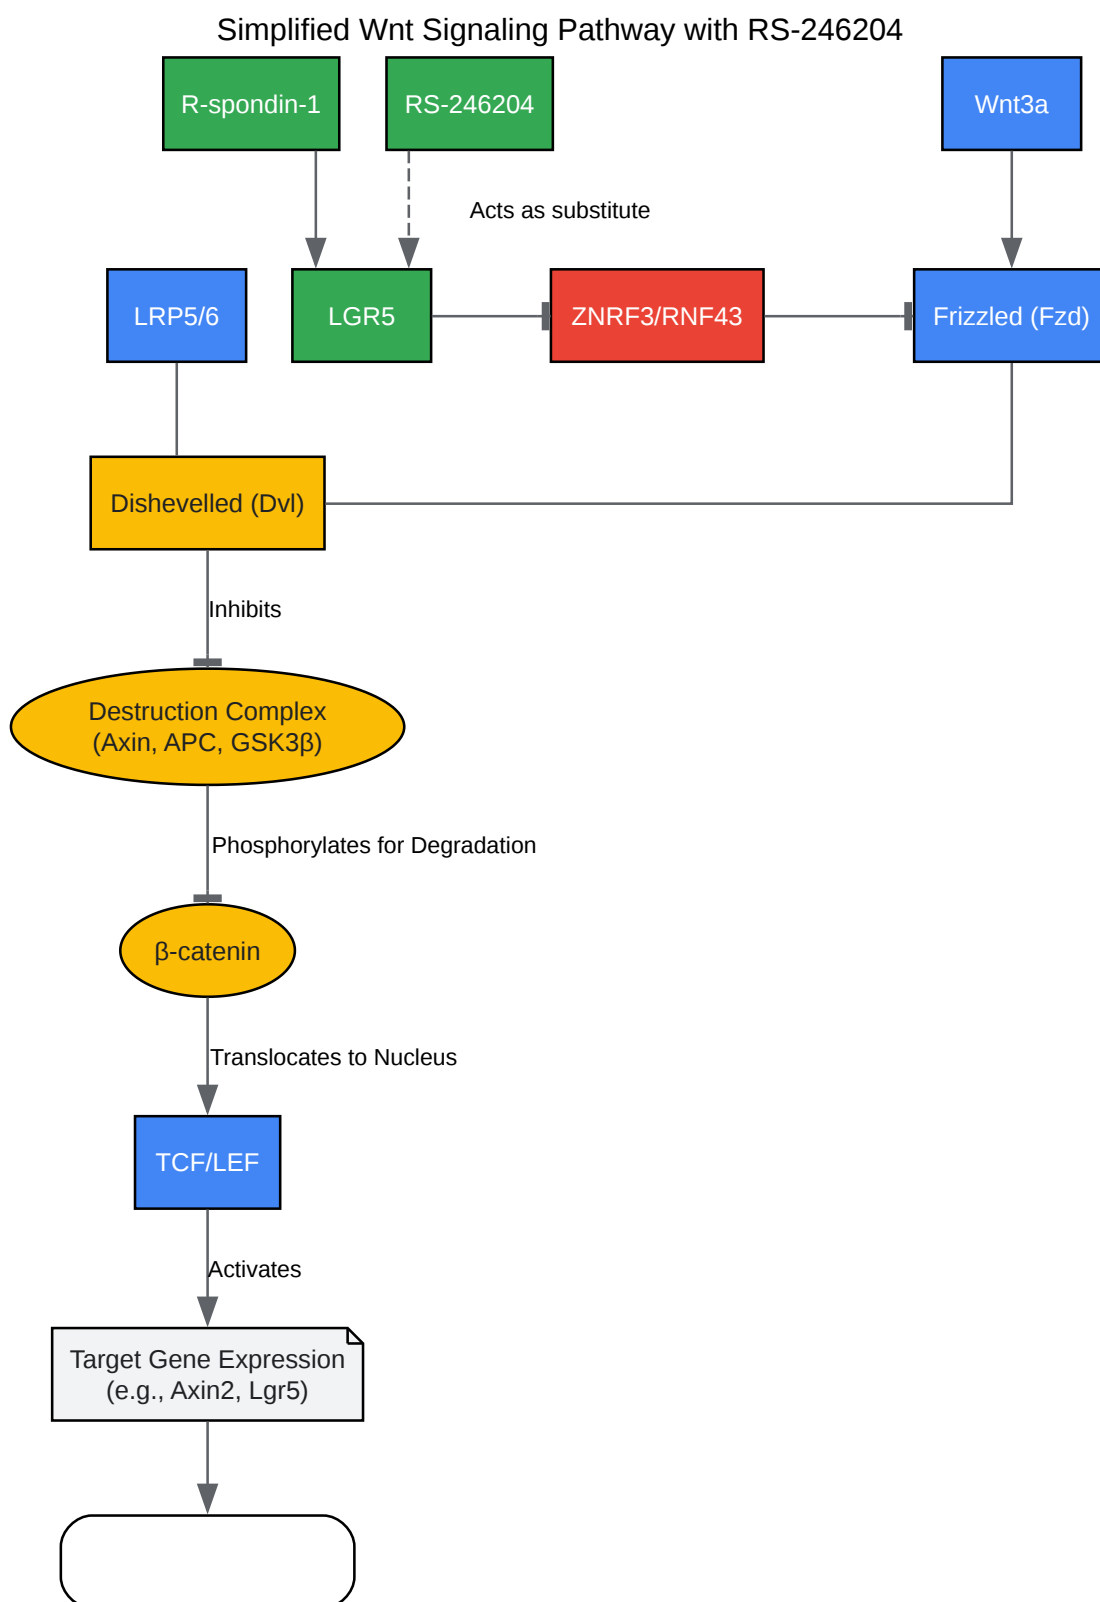 Simplified Wnt Signaling Pathway with RS-246204
R-spondin-1
RS-246204
Wnt3a
Acts as substitute
LRP5/6
LGR5
ZNRF3/RNF43
Frizzled (Fzd)
Dishevelled (Dvl)
Inhibits
Destruction Complex
(Axin, APC, GSK3β)
Phosphorylates for Degradation
β-catenin
Translocates to Nucleus
TCF/LEF
Activates
Target Gene Expression
(e.g., Axin2, Lgr5)